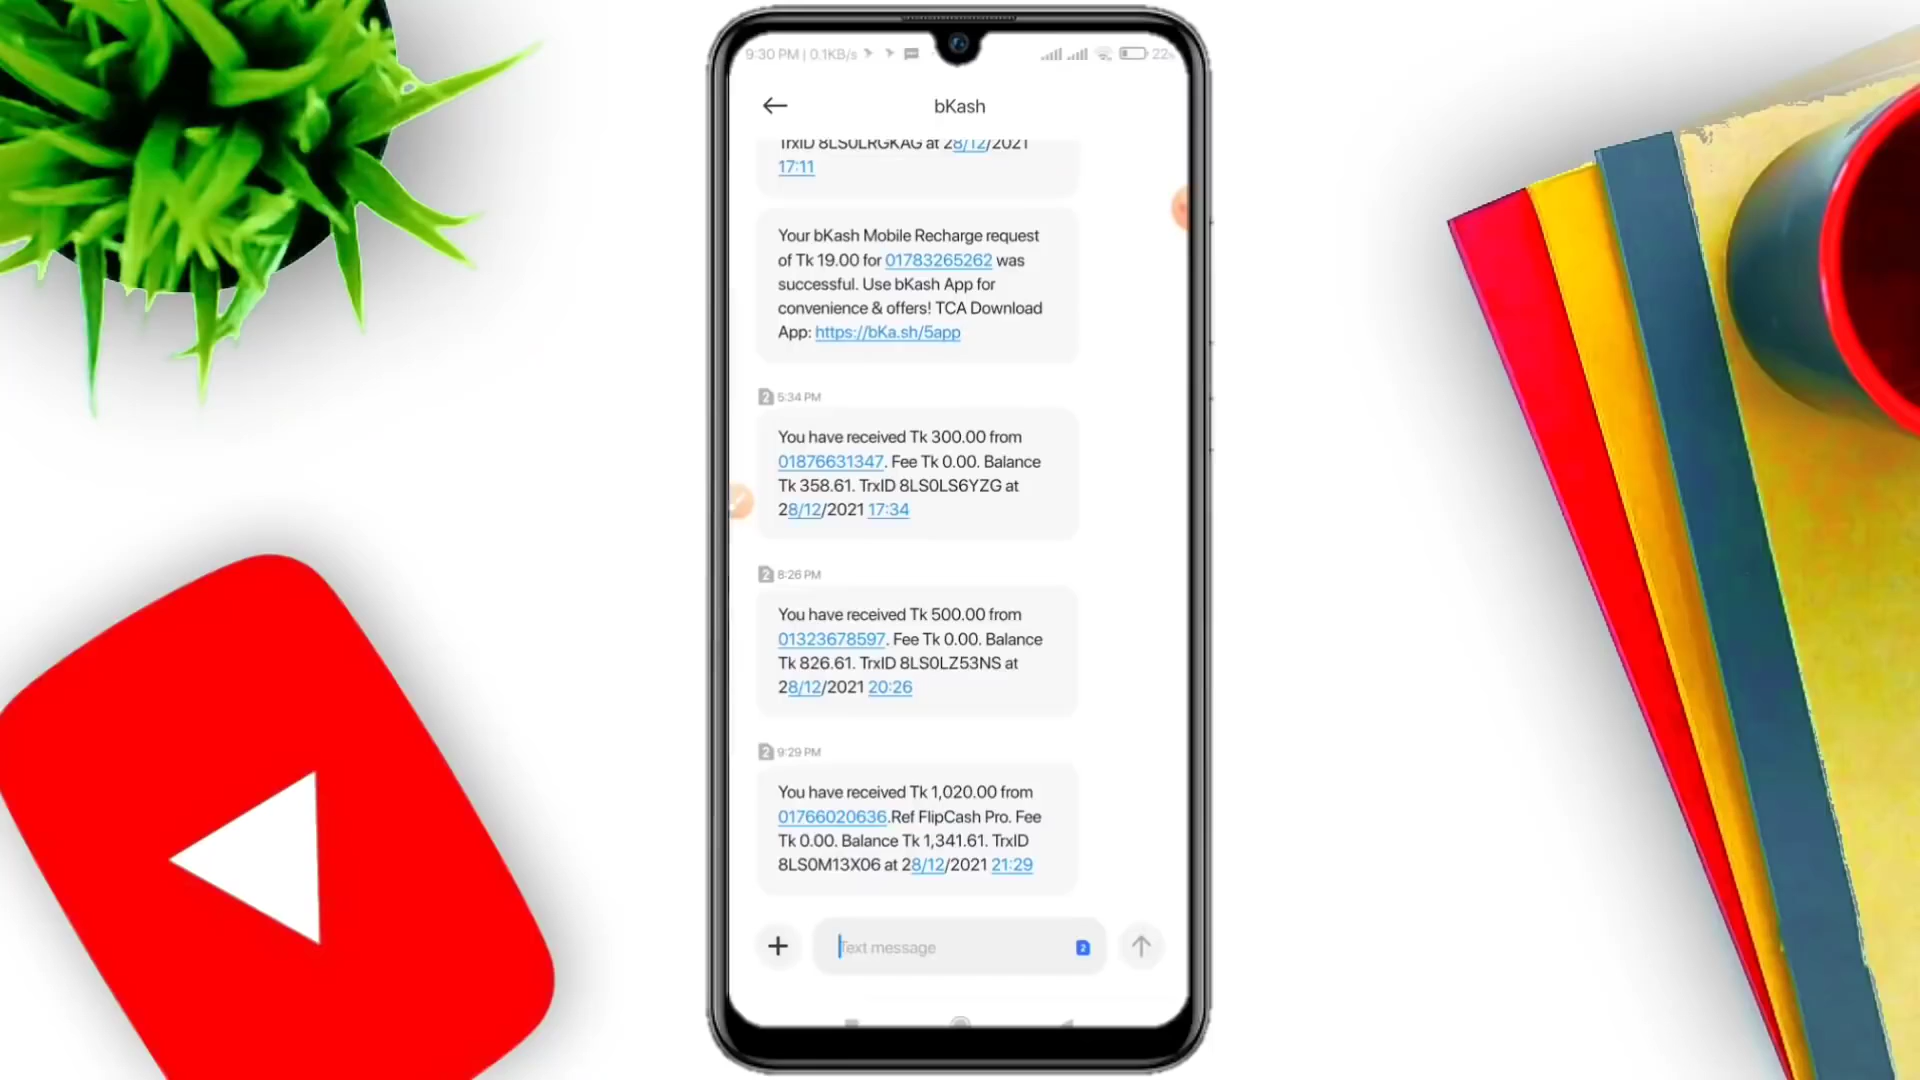 9:30 PM | 0.1KB/s
22%
bKash
TrxID 8LS0LRGKAG at 28/12/2021
17:11
Your bKash Mobile Recharge request
of Tk 19.00 for 01783265262 was
successful. Use bKash App for
convenience & offers! TCA Download
App: https://bKa.sh/5app
2 5:34 PM
You have received Tk 300.00 from
01876631347. Fee Tk 0.00. Balance
Tk 358.61. TrxID 8LS0LS6YZG at
28/12/2021 17:34
2 8:26 PM
You have received Tk 500.00 from
01323678597. Fee Tk 0.00. Balance
Tk 826.61. TrxID 8LS0LZ53NS at
28/12/2021 20:26
2 9:29 PM
You have received Tk 1,020.00 from
01766020636.Ref FlipCash Pro. Fee
Tk 0.00. Balance Tk 1,341.61. TrxID
8LS0M13X06 at 28/12/2021 21:29
Text message
2